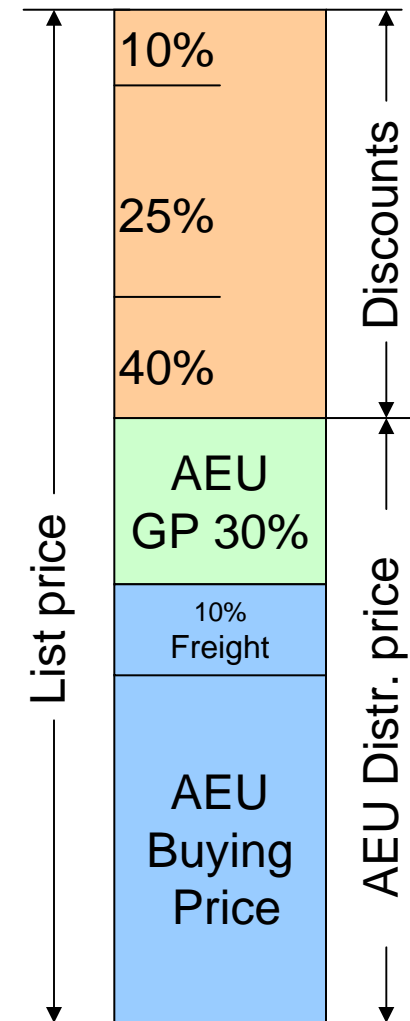 10%
25%
40%
AEU
GP 30%
10%
Freight
AEU
Buying
Price
List price
Discounts
AEU Distr. price